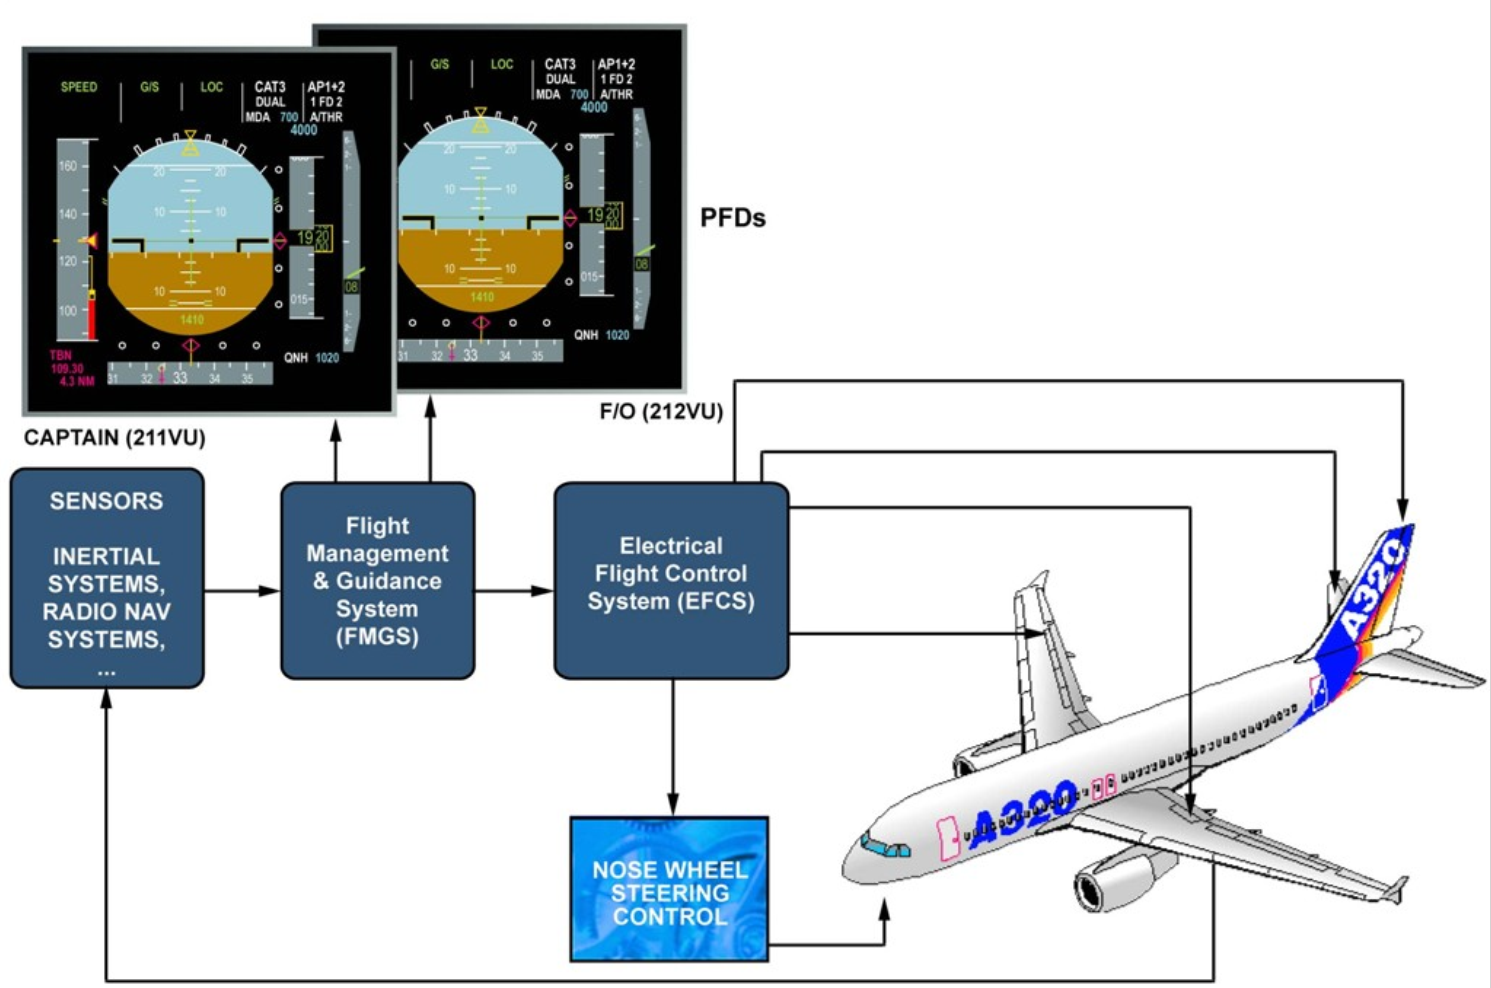 SPEED G/S LOC CAT3 AP1+2
DUAL 1 FD 2
MDA 700 A/THR
4000
160
140
120
100
20 20
10 10
10 10
1410
19 20
00
015
08
TBN
109.30
4.3 NM
QNH 1020
31 32 33 34 35
G/S LOC CAT3 AP1+2
DUAL 1 FD 2
MDA 700 A/THR
4000
20 20
10 10
10 10
1410
19 20
00
015
08
QNH 1020
31 32 33 34 35
PFDs
CAPTAIN (211VU)
F/O (212VU)
SENSORS
INERTIAL
SYSTEMS,
RADIO NAV
SYSTEMS,
...
Flight
Management
& Guidance
System
(FMGS)
Electrical
Flight Control
System (EFCS)
NOSE WHEEL
STEERING
CONTROL
A320
A320